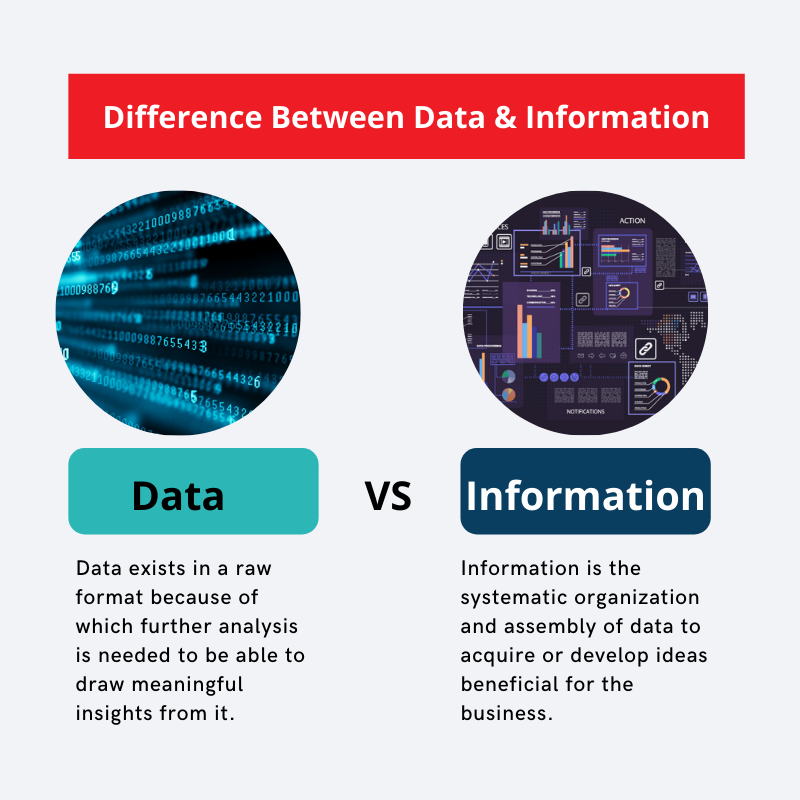 Difference Between Data & Information
ACTION
NOTIFICATIONS
Data
VS
Information
Data exists in a raw
format because of
which further analysis
is needed to be able to
draw meaningful
insights from it.
Information is the
systematic organization
and assembly of data to
acquire or develop ideas
beneficial for the
business.